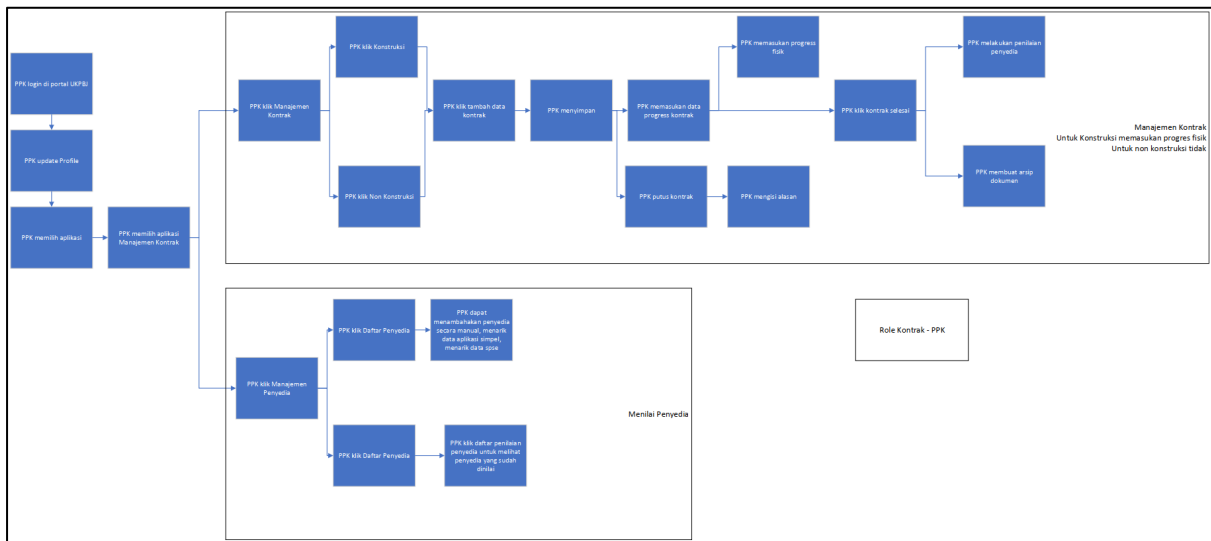 PPK login di portal UKPBJ
PPK update Profile
PPK memilih aplikasi
PPK memilih aplikasi
Manajemen Kontrak
PPK klik Manajemen
Kontrak
PPK klik Konstruksi
PPK klik Non Konstruksi
PPK klik tambah data
kontrak
PPK menyimpan
PPK memasukan data
progress kontrak
PPK putus kontrak
PPK memasukan progress
fisik
PPK mengisi alasan
PPK klik kontrak selesai
PPK melakukan penilaian
penyedia
PPK membuat arsip
dokumen
Manajemen Kontrak
Untuk Konstruksi memasukan progres fisik
Untuk non konstruksi tidak
PPK klik Manajemen
Penyedia
PPK klik Daftar Penyedia
PPK dapat
menambahakan penyedia
secara manual, menarik
data aplikasi simpel,
menarik data spse
PPK klik Daftar Penyedia
PPK klik daftar penilaian
penyedia untuk melihat
penyedia yang sudah
dinilai
Menilai Penyedia
Role Kontrak - PPK